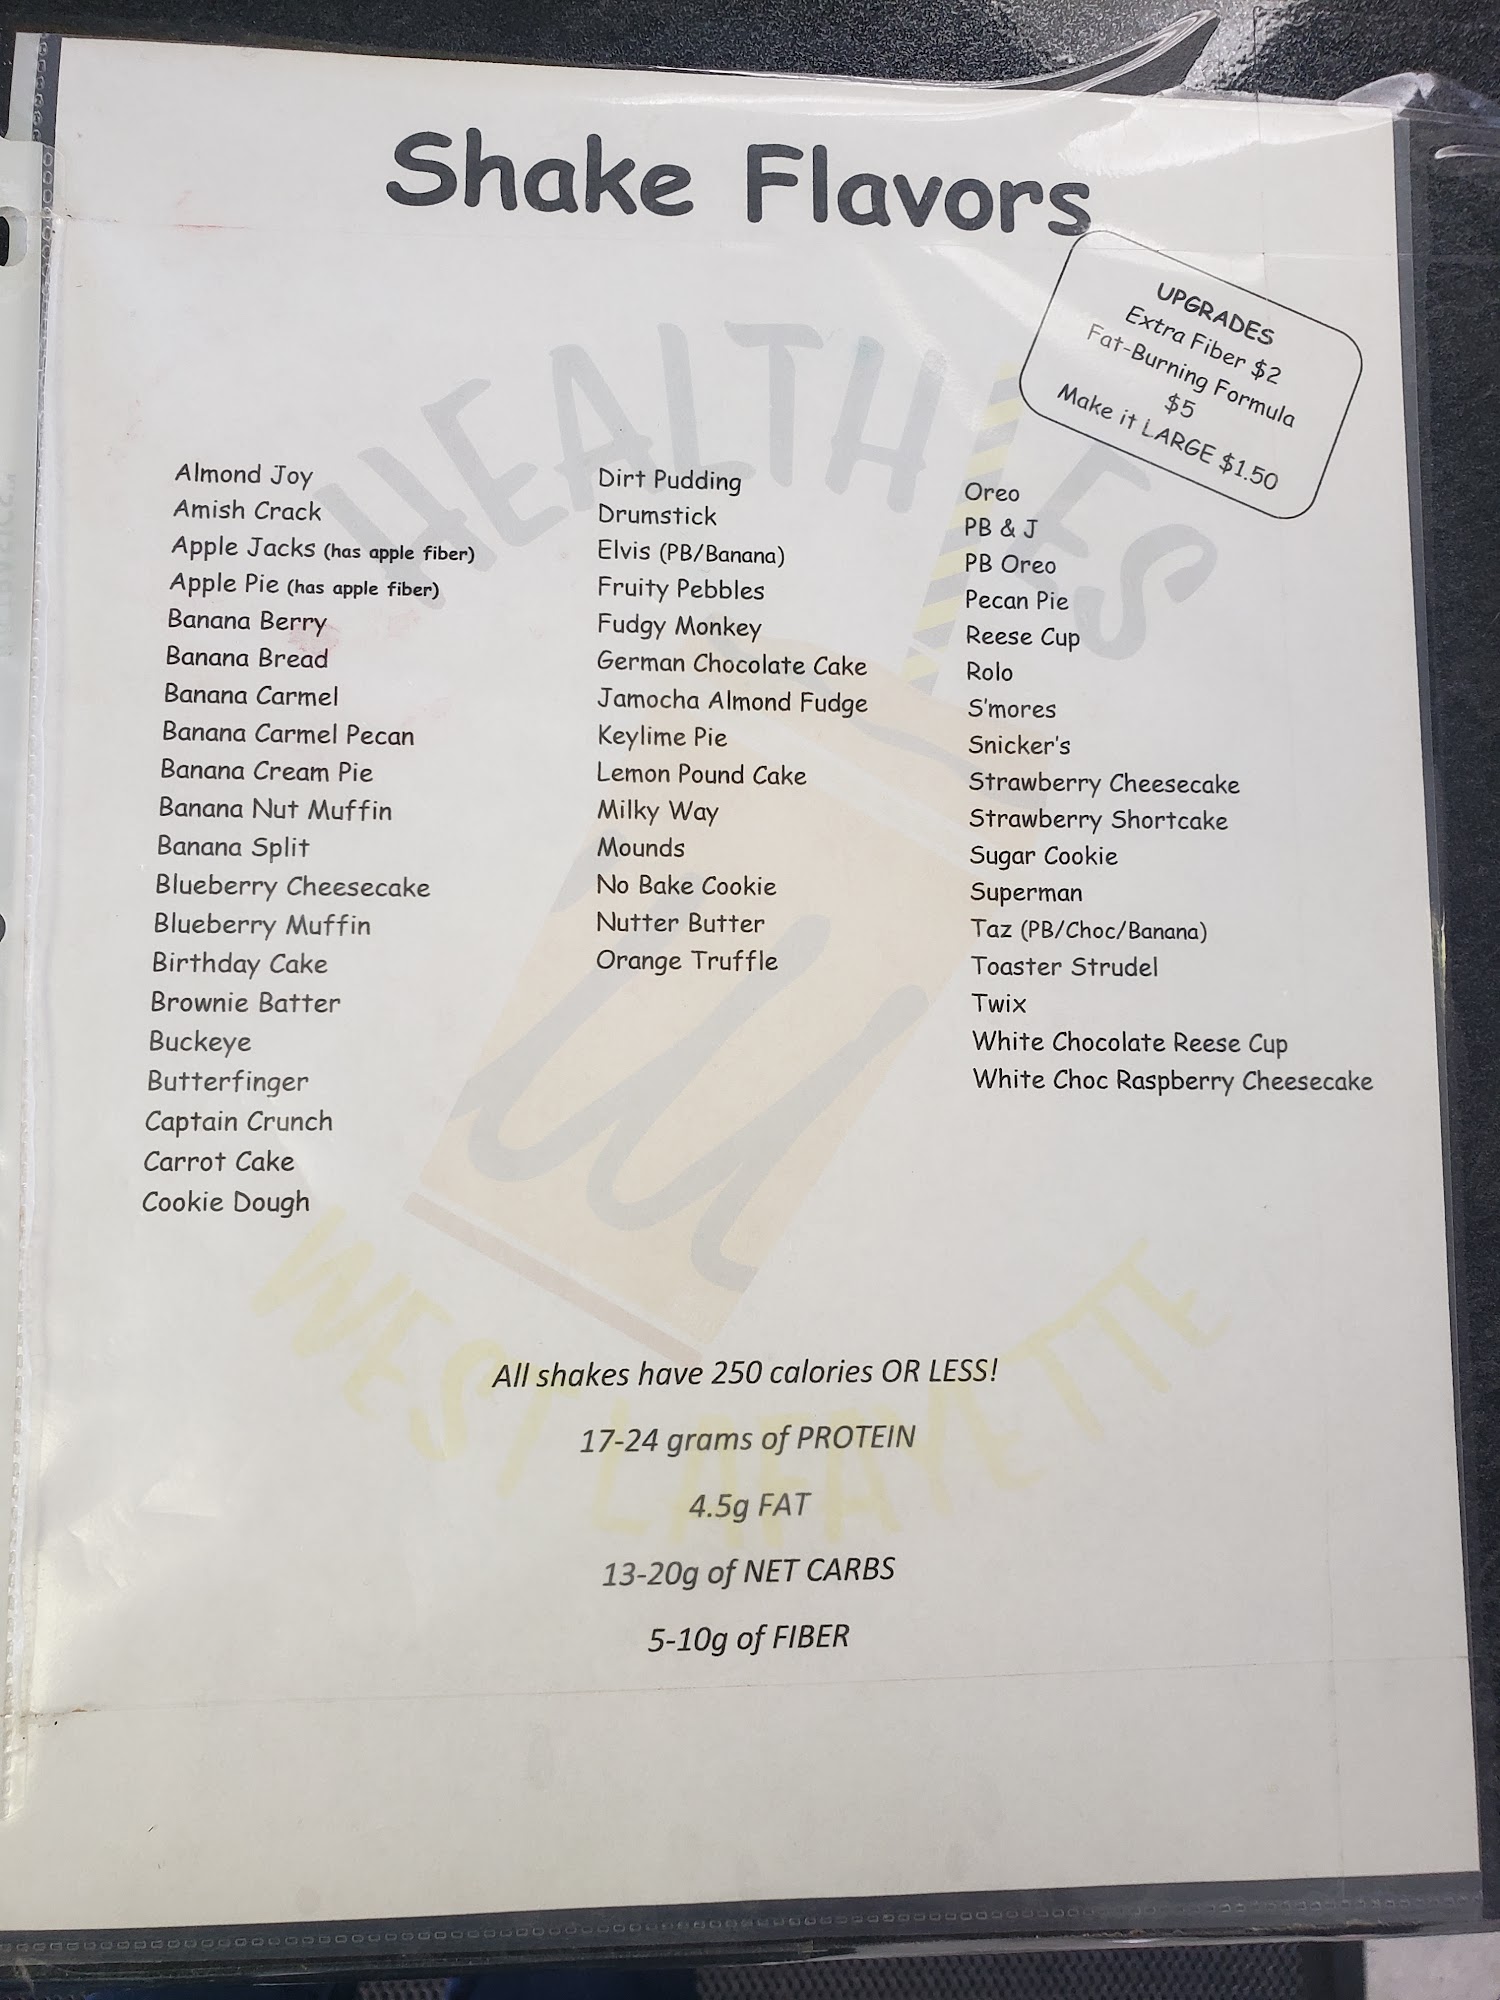 Shake Flavors
UPGRADES
Extra Fiber $2
Fat-Burning Formula
$5
Make it LARGE $1.50
HEALTHIES
Almond Joy
Amish Crack
Apple Jacks (has apple fiber)
Apple Pie (has apple fiber)
Banana Berry
Banana Bread
Banana Carmel
Banana Carmel Pecan
Banana Cream Pie
Banana Nut Muffin
Banana Split
Blueberry Cheesecake
Blueberry Muffin
Birthday Cake
Brownie Batter
Buckeye
Butterfinger
Captain Crunch
Carrot Cake
Cookie Dough
Dirt Pudding
Drumstick
Elvis (PB/Banana)
Fruity Pebbles
Fudgy Monkey
German Chocolate Cake
Jamocha Almond Fudge
Keylime Pie
Lemon Pound Cake
Milky Way
Mounds
No Bake Cookie
Nutter Butter
Orange Truffle
Oreo
PB & J
PB Oreo
Pecan Pie
Reese Cup
Rolo
S'mores
Snicker's
Strawberry Cheesecake
Strawberry Shortcake
Sugar Cookie
Superman
Taz (PB/Choc/Banana)
Toaster Strudel
Twix
White Chocolate Reese Cup
White Choc Raspberry Cheesecake
WEST LAFAYETTE
All shakes have 250 calories OR LESS!
17-24 grams of PROTEIN
4.5g FAT
13-20g of NET CARBS
5-10g of FIBER